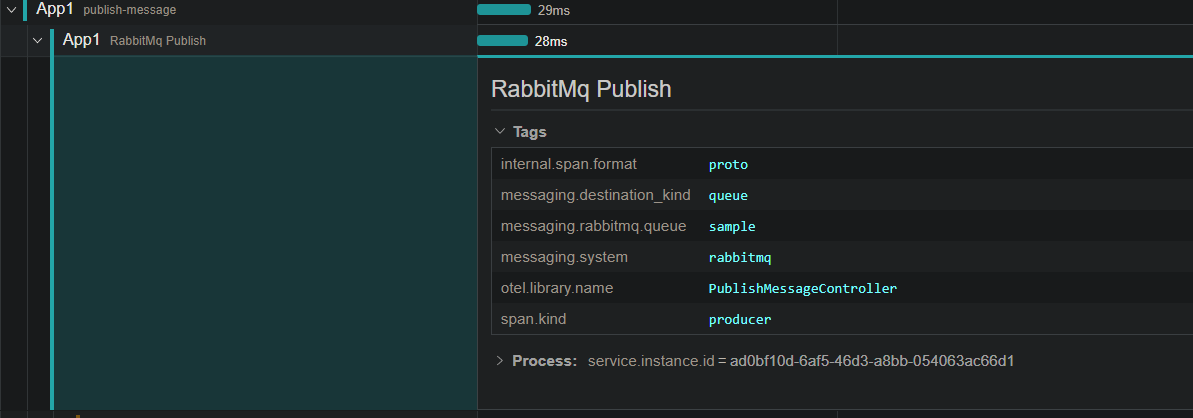 App1 publish-message 29ms
App1 RabbitMq Publish 28ms
RabbitMq Publish
Tags
internal.span.format proto
messaging.destination_kind queue
messaging.rabbitmq.queue sample
messaging.system rabbitmq
otel.library.name PublishMessageController
span.kind producer
Process: service.instance.id = ad0bf10d-6af5-46d3-a8bb-054063ac66d1